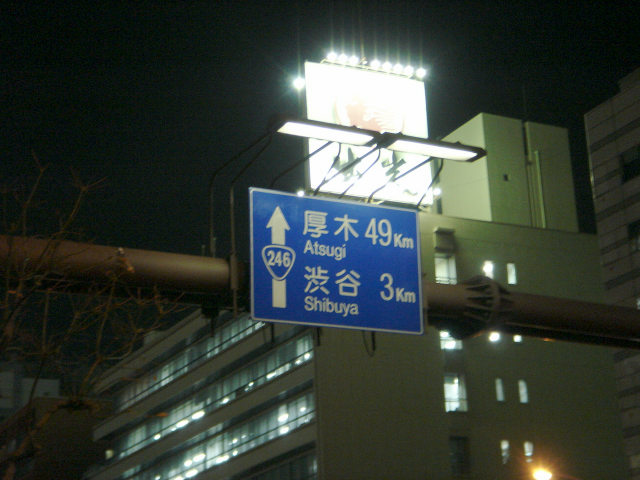 厚木 49Km
Atsugi
246
渋谷 3Km
Shibuya